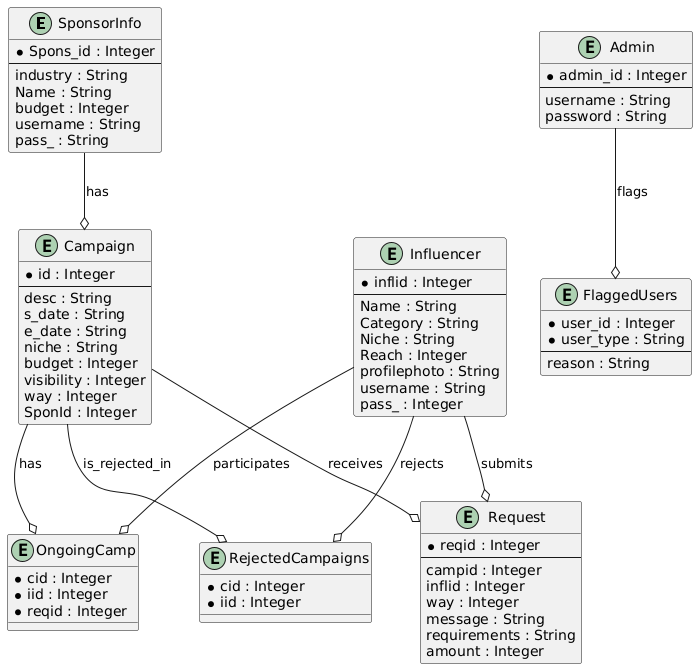 E SponsorInfo
Spons_id : Integer
industry : String
Name : String
budget : Integer
username : String
pass_ : String
E Admin
admin_id : Integer
username : String
password : String
has
flags
E Campaign
id : Integer
desc : String
s_date : String
e_date : String
niche : String
budget : Integer
visibility : Integer
way : Integer
SponId : Integer
E Influencer
inflid : Integer
Name : String
Category : String
Niche : String
Reach : Integer
profilephoto : String
username : String
pass_ : Integer
E FlaggedUsers
user_id : Integer
user_type : String
reason : String
has
is_rejected_in
participates
receives
rejects
submits
E OngoingCamp
cid : Integer
iid : Integer
reqid : Integer
E RejectedCampaigns
cid : Integer
iid : Integer
E Request
reqid : Integer
campid : Integer
inflid : Integer
way : Integer
message : String
requirements : String
amount : Integer